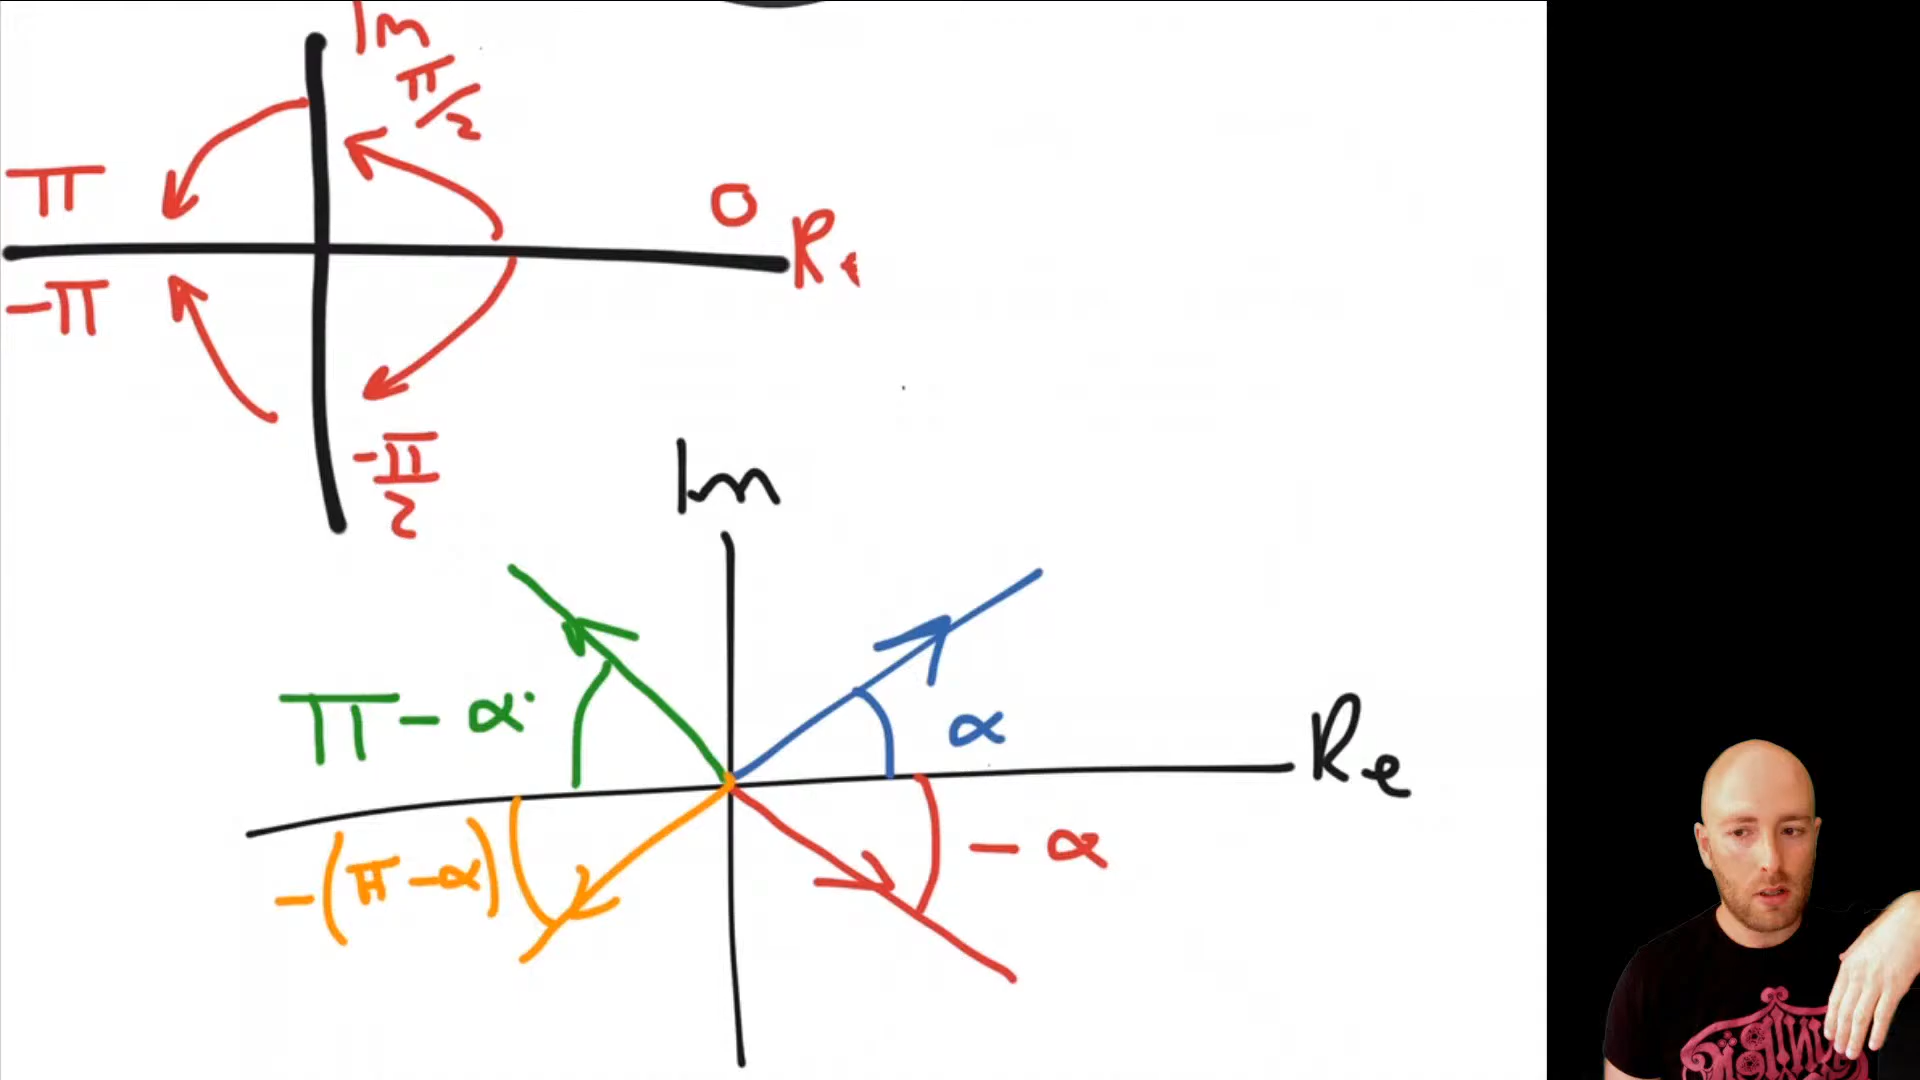 Im
π/2
π
0
Re
-π
-π/2
Im
π - α
α
Re
-(π - α)
- α